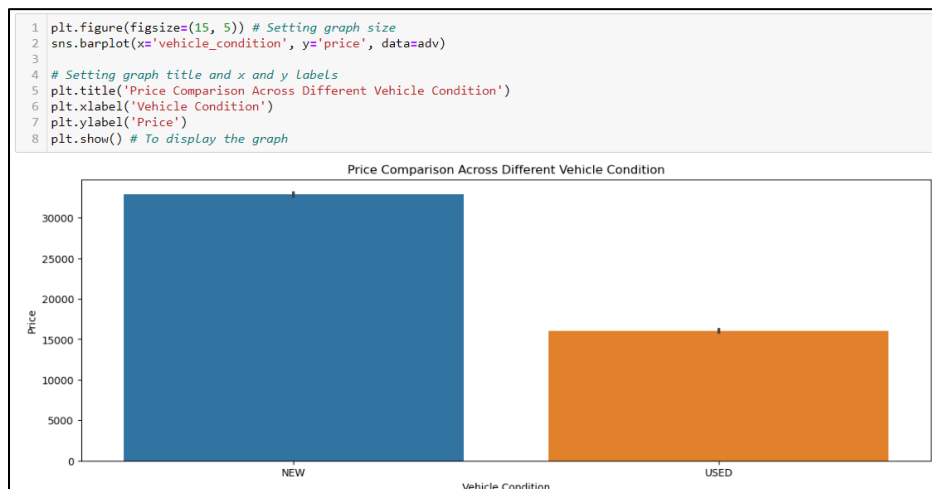 1 plt.figure(figsize=(15, 5)) # Setting graph size
2 sns.barplot(x='vehicle_condition', y='price', data=adv)
3
4 # Setting graph title and x and y labels
5 plt.title('Price Comparison Across Different Vehicle Condition')
6 plt.xlabel('Vehicle Condition')
7 plt.ylabel('Price')
8 plt.show() # To display the graph
Price Comparison Across Different Vehicle Condition
30000
25000
20000
15000
10000
5000
0
Price
NEW USED
Vehicle Condition